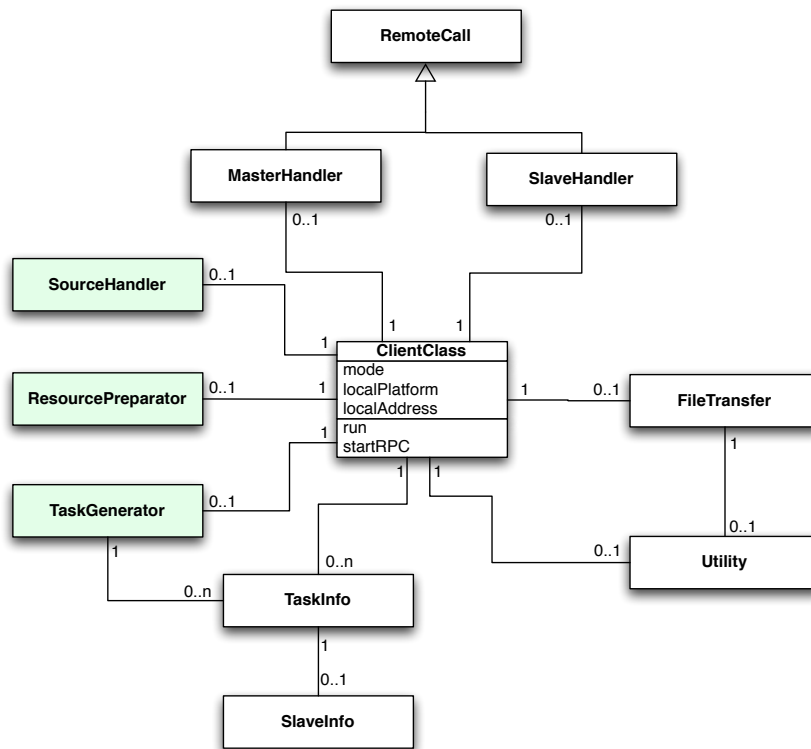 RemoteCall
MasterHandler
SlaveHandler
0..1
0..1
SourceHandler
0..1
1
1
1
ClientClass
mode
localPlatform
localAddress
run
startRPC
ResourcePreparator
0..1
1
1
0..1
FileTransfer
1
1
TaskGenerator
0..1
1
1
1
0..1
0..1
Utility
0..n
0..n
TaskInfo
1
0..1
SlaveInfo